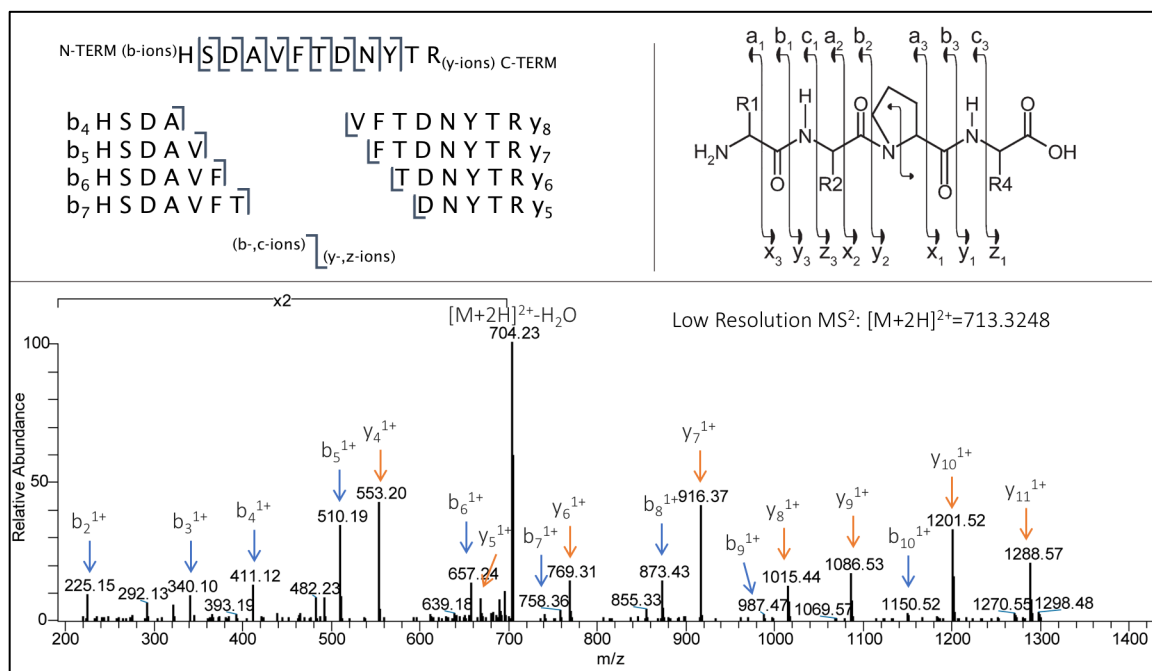 N-TERM (b-ions) H S D A V F T D N Y T R (y-ions) C-TERM
b4 H S D A
b5 H S D A V
b6 H S D A V F
b7 H S D A V F T
V F T D N Y T R y8
F T D N Y T R y7
T D N Y T R y6
D N Y T R y5
(b-,c-ions) (y-,z-ions)
a1 b1 c1 a2 b2 a3 b3 c3
R1 H O H O
H2N N N N OH
O R2 O R4
x3 y3 z3 x2 y2 x1 y1 z1
x2
[M+2H]2+-H2O
704.23
Low Resolution MS2: [M+2H]2+=713.3248
Relative Abundance
100
50
0
b2 1+
225.15
292.13
b3 1+
340.10
393.19
b4 1+
411.12
482.23
b5 1+
510.19
y4 1+
553.20
639.18
b6 1+
657.24
y5 1+
b7 1+
758.36
y6 1+
769.31
855.33
b8 1+
873.43
y7 1+
916.37
b9 1+
987.47
y8 1+
1015.44
1069.57
y9 1+
1086.53
b10 1+
1150.52
y10 1+
1201.52
1270.55
y11 1+
1288.57
1298.48
200 300 400 500 600 700 800 900 1000 1100 1200 1300 1400
m/z